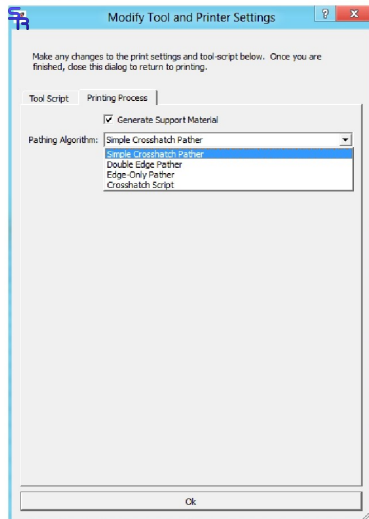 Modify Tool and Printer Settings
? x
Make any changes to the print settings and tool-script below. Once you are
finished, close this dialog to return to printing.
Tool Script Printing Process
Generate Support Material
Pathing Algorithm: Simple Crosshatch Pather
Simple Crosshatch Pather
Double Edge Pather
Edge-Only Pather
Crosshatch Script
Ok